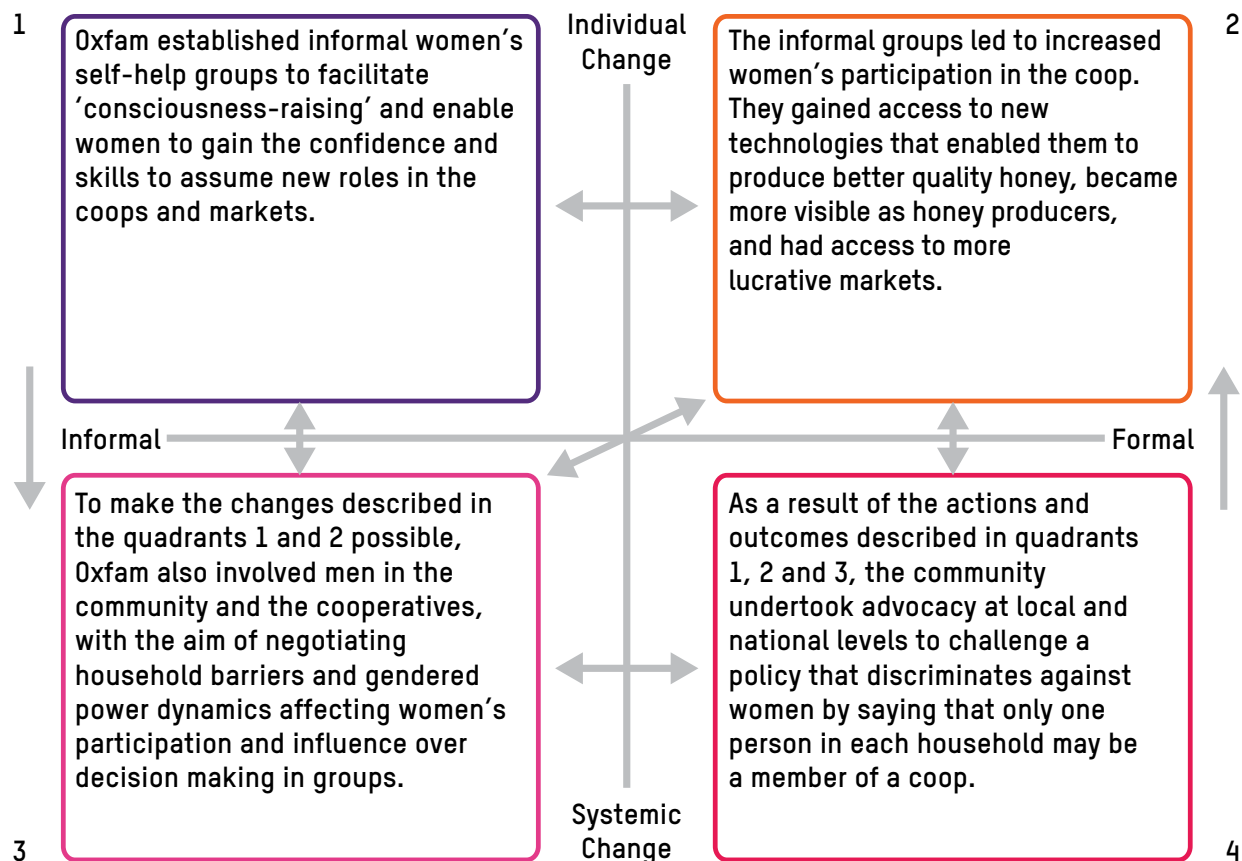 1
Oxfam established informal women’s
self-help groups to facilitate
‘consciousness-raising’ and enable
women to gain the confidence and
skills to assume new roles in the
coops and markets.
Individual
Change
2
The informal groups led to increased
women’s participation in the coop.
They gained access to new
technologies that enabled them to
produce better quality honey, became
more visible as honey producers,
and had access to more
lucrative markets.
Informal
Formal
To make the changes described in
the quadrants 1 and 2 possible,
Oxfam also involved men in the
community and the cooperatives,
with the aim of negotiating
household barriers and gendered
power dynamics affecting women’s
participation and influence over
decision making in groups.
3
As a result of the actions and
outcomes described in quadrants
1, 2 and 3, the community
undertook advocacy at local and
national levels to challenge a
policy that discriminates against
women by saying that only one
person in each household may be
a member of a coop.
Systemic
Change
4